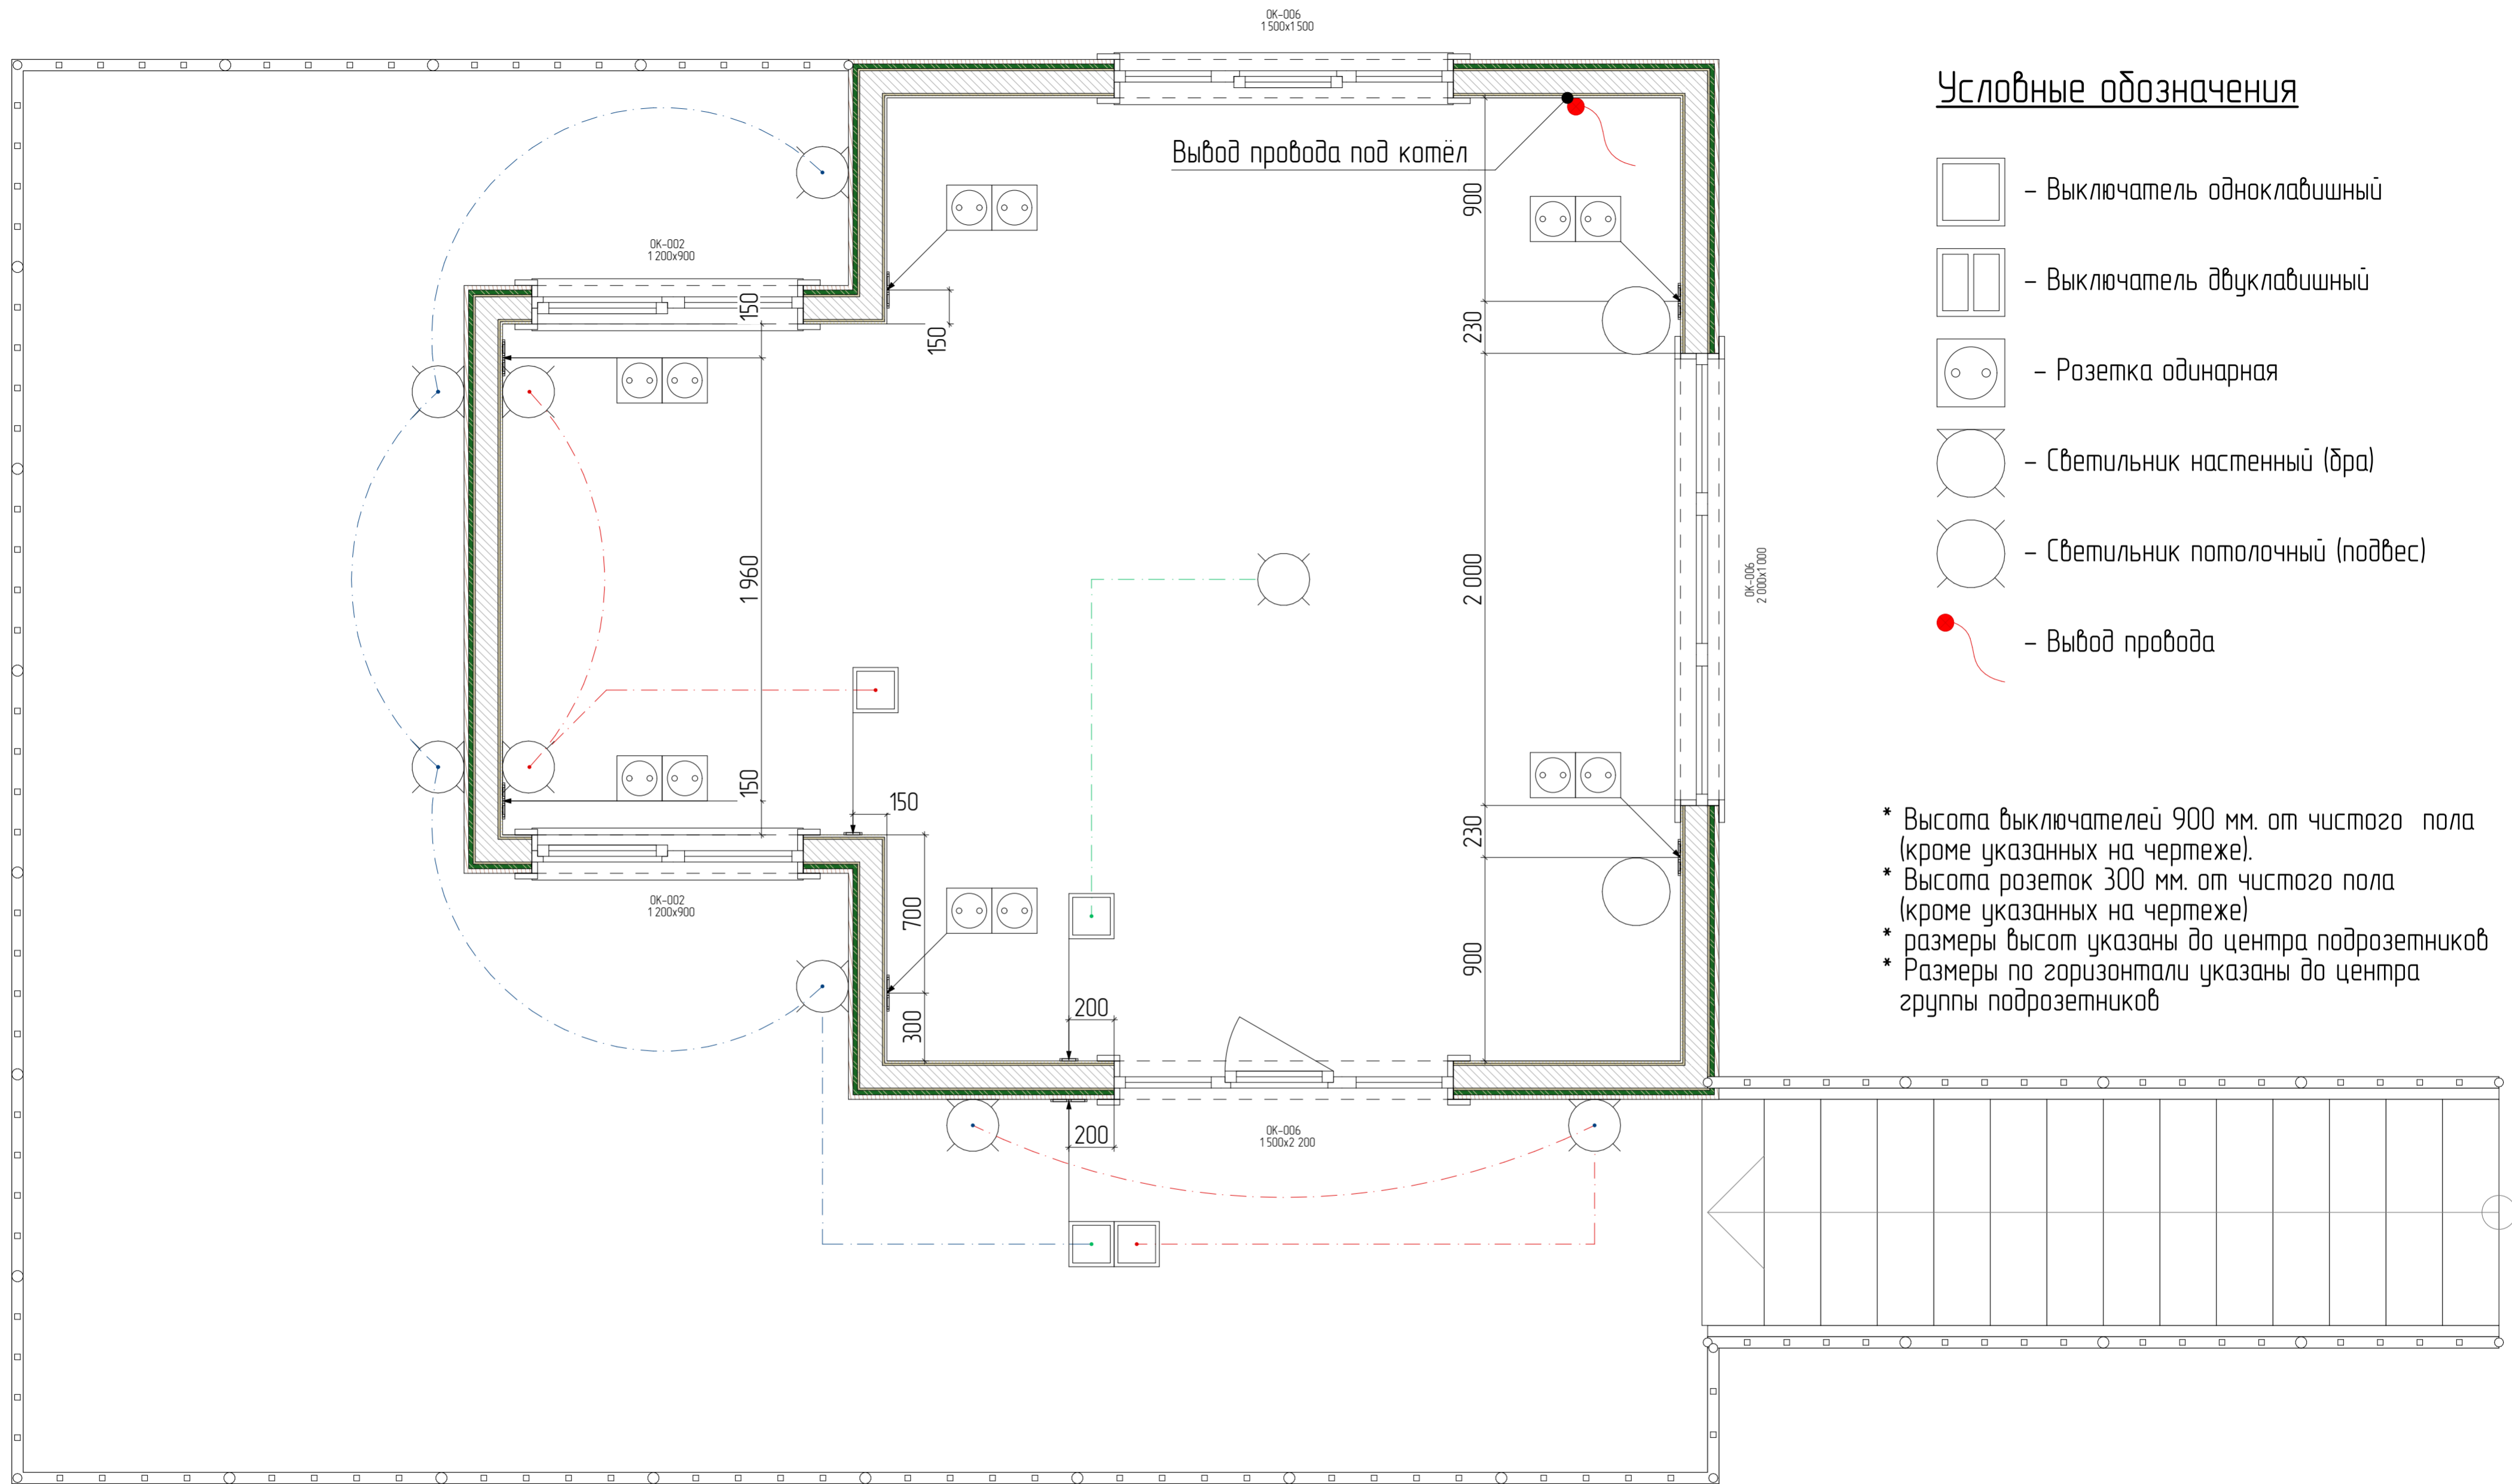 ОК-006
1 500х1 500
Вывод провода под котёл
ОК-002
1 200х900
150
150
1 960
150
150
900
230
2 000
230
900
ОК-006
2 000х1 000
ОК-002
1 200х900
700
300
200
200
ОК-006
1 500х2 200
Условные обозначения
- Выключатель одноклавишный
- Выключатель двуклавишный
- Розетка одинарная
- Светильник настенный (бра)
- Светильник потолочный (подвес)
- Вывод провода
* Высота выключателей 900 мм. от чистого пола
(кроме указанных на чертеже).
* Высота розеток 300 мм. от чистого пола
(кроме указанных на чертеже)
* размеры высот указаны до центра подрозетников
* Размеры по горизонтали указаны до центра
группы подрозетников